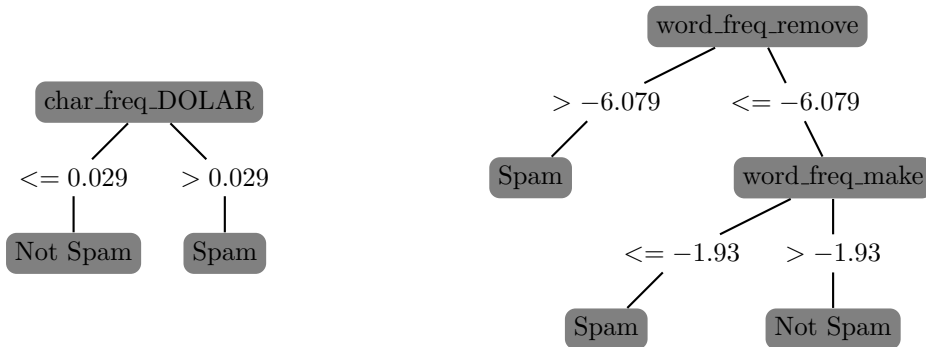 char_freq_DOLAR
<= 0.029
> 0.029
Not Spam
Spam
word_freq_remove
> −6.079
<= −6.079
Spam
word_freq_make
<= −1.93
> −1.93
Spam
Not Spam